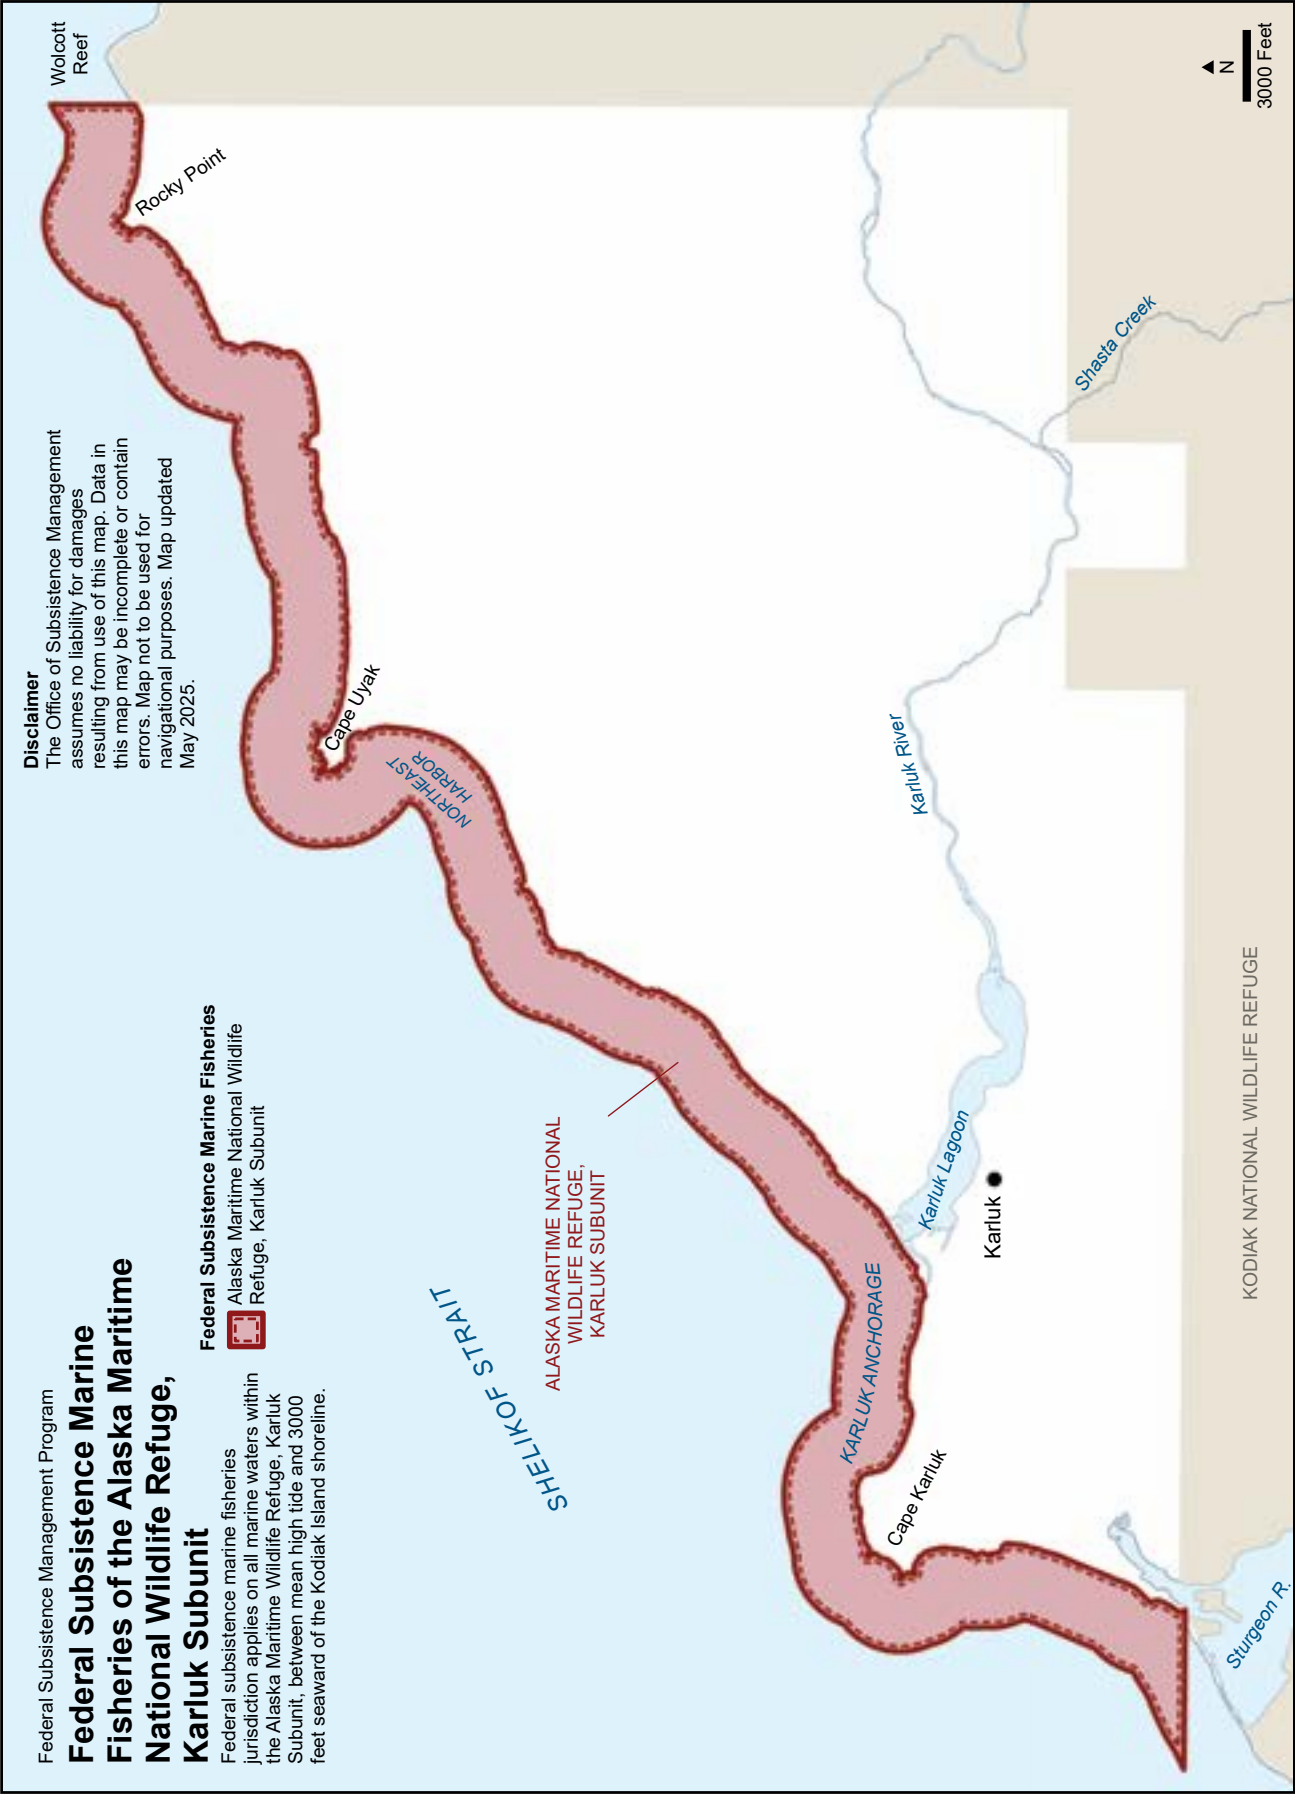 Federal Subsistence Management Program
Federal Subsistence Marine
Fisheries of the Alaska Maritime
National Wildlife Refuge,
Karluk Subunit
Federal subsistence marine fisheries
jurisdiction applies on all marine waters within
the Alaska Maritime Wildlife Refuge, Karluk
Subunit, between mean high tide and 3000
feet seaward of the Kodiak Island shoreline.
Federal Subsistence Marine Fisheries
Alaska Maritime National Wildlife
Refuge, Karluk Subunit
Disclaimer
The Office of Subsistence Management
assumes no liability for damages
resulting from use of this map. Data in
this map may be incomplete or contain
errors. Map not to be used for
navigational purposes. Map updated
May 2025.
Wolcott
Reef
Rocky Point
Cape Uyak
NORTHEAST
HARBOR
SHELIKOF STRAIT
ALASKA MARITIME NATIONAL
WILDLIFE REFUGE,
KARLUK SUBUNIT
KARLUK ANCHORAGE
Cape Karluk
Karluk Lagoon
Karluk
Karluk River
Shasta Creek
Sturgeon R.
KODIAK NATIONAL WILDLIFE REFUGE
N
3000 Feet